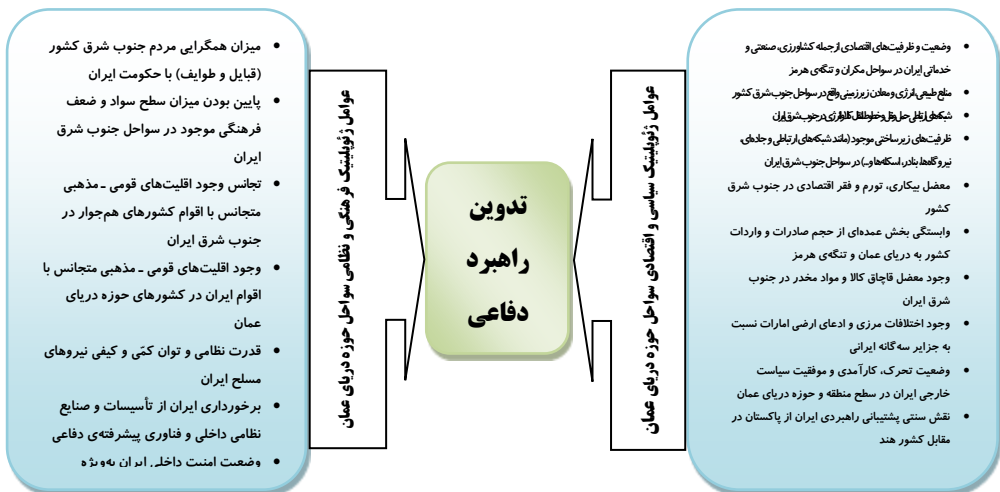 وضعیت و ظرفیت‌های اقتصادی ازجمله کشاورزی، صنعتی و
خدماتی ایران در سواحل مکران و تنگه‌ی هرمز
منابع طبیعی انرژی و معادن زیرزمینی واقع در سواحل جنوب شرق کشور
ظرفیت‌های زیرساختی موجود (مانند شبکه‌های ارتباطی و جاده‌ای،
نیروگاه‌ها، بنادر، اسکله‌ها و...) در سواحل جنوب شرق ایران
معضل بیکاری، تورم و فقر اقتصادی در جنوب شرق
کشور
وابستگی بخش عمده‌ای از حجم صادرات و واردات
کشور به دریای عمان و تنگه‌ی هرمز
وجود معضل قاچاق کالا و مواد مخدر در جنوب
شرق ایران
وجود اختلافات مرزی و ادعای ارضی امارات نسبت
به جزایر سه‌گانه ایرانی
وضعیت تحرک، کارآمدی و موفقیت سیاست
خارجی ایران در سطح منطقه و حوزه دریای عمان
نقش سنتی پشتیبانی راهبردی ایران از پاکستان در
مقابل کشور هند
عوامل ژئوپلیتیک سیاسی و اقتصادی سواحل حوزه دریای عمان
تدوین
راهبرد
دفاعی
عوامل ژئوپلیتیک فرهنگی و نظامی سواحل حوزه دریای عمان
میزان همگرایی مردم جنوب شرق کشور
(قبایل و طوایف) با حکومت ایران
پایین بودن میزان سطح سواد و ضعف
فرهنگی موجود در سواحل جنوب شرق
ایران
تجانس وجود اقلیت‌های قومی ـ مذهبی
متجانس با اقوام کشورهای هم‌جوار در
جنوب شرق ایران
وجود اقلیت‌های قومی ـ مذهبی متجانس با
اقوام ایران در کشورهای حوزه دریای
عمان
قدرت نظامی و توان کمّی و کیفی نیروهای
مسلح ایران
برخورداری ایران از تأسیسات و صنایع
نظامی داخلی و فناوری پیشرفته‌ی دفاعی
وضعیت امنیت داخلی ایران به‌ویژه